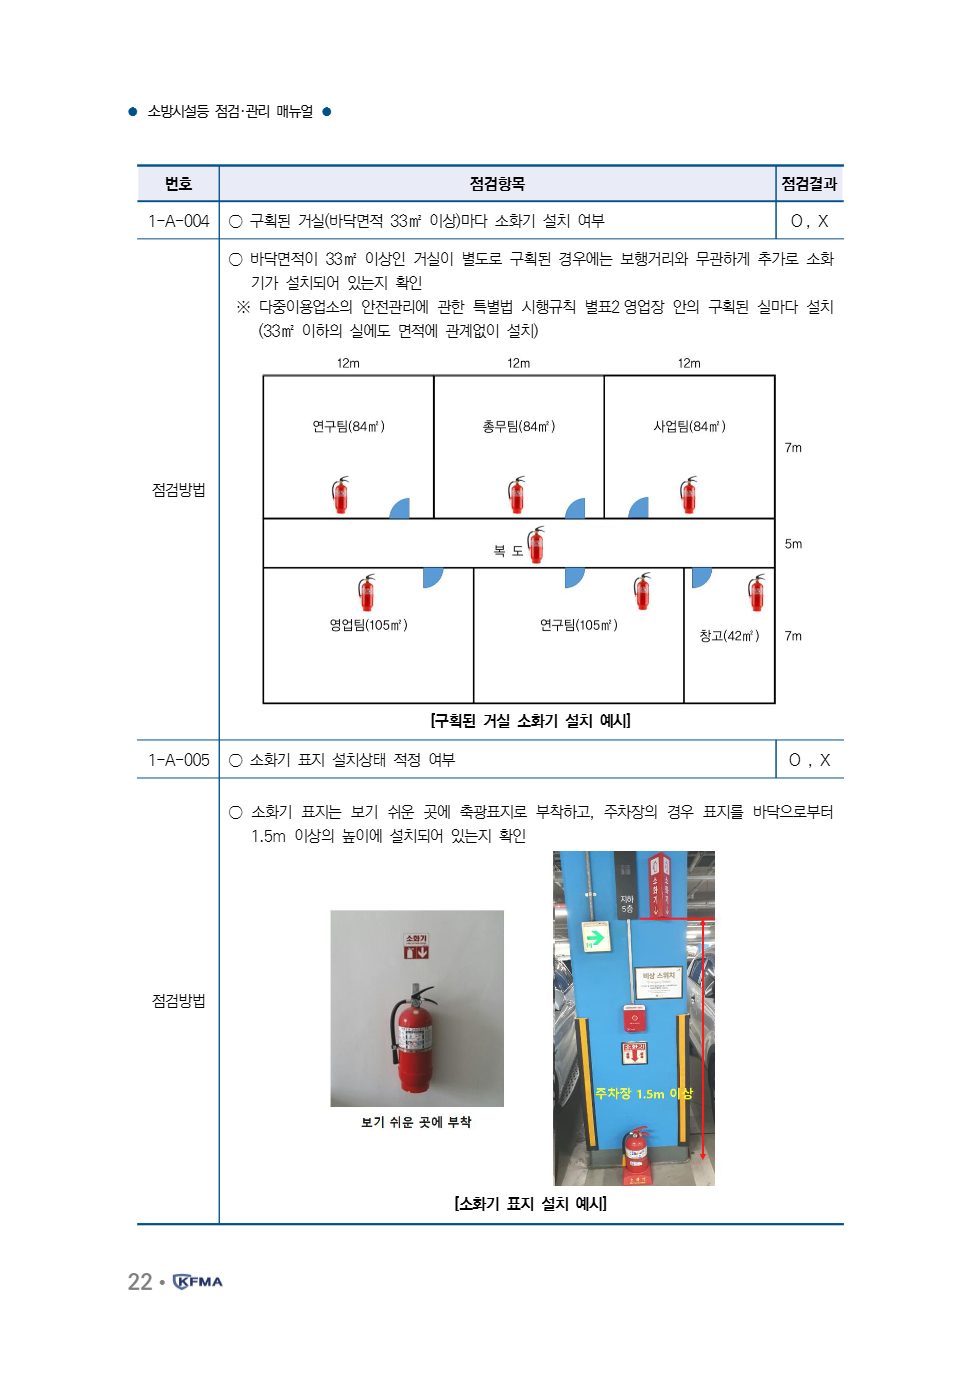 ● 소방시설등 점검·관리 매뉴얼 ●
번호 점검항목 점검결과
1-A-004 ○ 구획된 거실(바닥면적 33㎡ 이상)마다 소화기 설치 여부 O , X
○ 바닥면적이 33㎡ 이상인 거실이 별도로 구획된 경우에는 보행거리와 무관하게 추가로 소화
기가 설치되어 있는지 확인
※ 다중이용업소의 안전관리에 관한 특별법 시행규칙 별표2 영업장 안의 구획된 실마다 설치
(33㎡ 이하의 실에도 면적에 관계없이 설치)
12m 12m 12m
연구팀(84㎡) 총무팀(84㎡) 사업팀(84㎡)
7m
점검방법
복 도
5m
영업팀(105㎡) 연구팀(105㎡) 창고(42㎡)
7m
[구획된 거실 소화기 설치 예시]
1-A-005 ○ 소화기 표지 설치상태 적정 여부 O , X
○ 소화기 표지는 보기 쉬운 곳에 축광표지로 부착하고, 주차장의 경우 표지를 바닥으로부터
1.5m 이상의 높이에 설치되어 있는지 확인
점검방법
소화기
보기 쉬운 곳에 부착
지하
5층
소화기
소화기
비상 스위치
소화기
주차장 1.5m 이상
[소화기 표지 설치 예시]
22 • KFMA